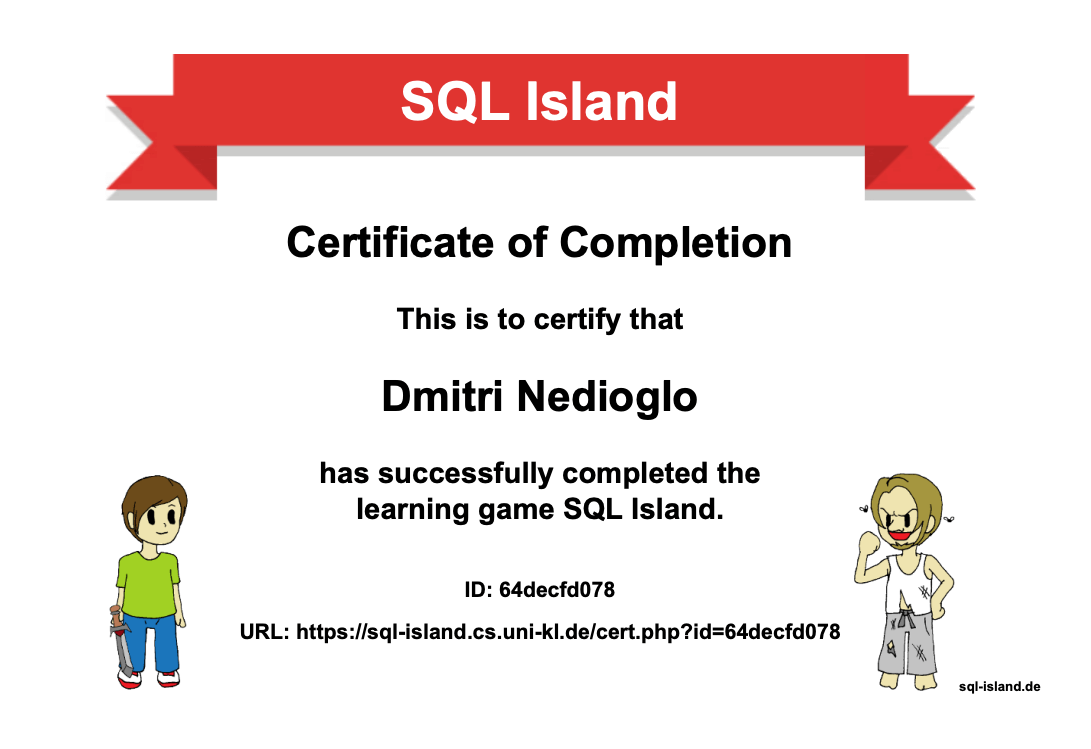 SQL Island
Certificate of Completion
This is to certify that
Dmitri Nedioglo
has successfully completed the
learning game SQL Island.
ID: 64decfd078
URL: https://sql-island.cs.uni-kl.de/cert.php?id=64decfd078
sql-island.de